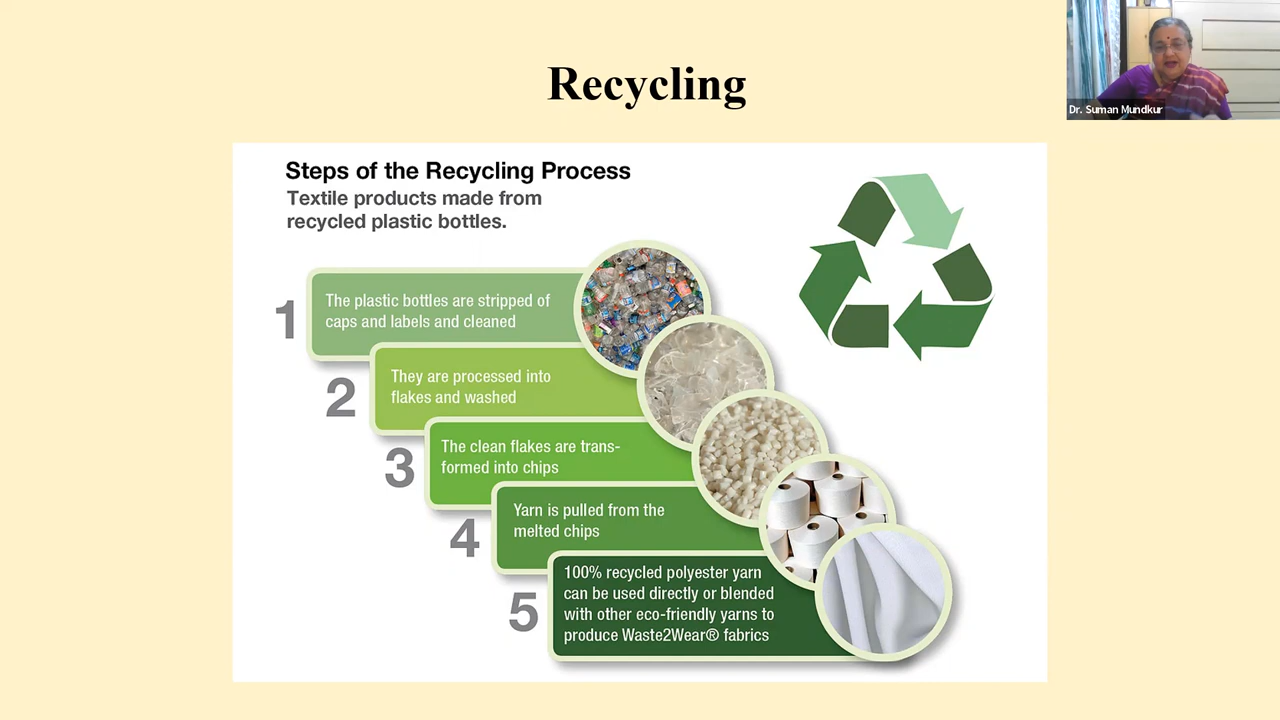 Recycling
Dr. Suman Mundkur
Steps of the Recycling Process
Textile products made from
recycled plastic bottles.
1
The plastic bottles are stripped of
caps and labels and cleaned
2
They are processed into
flakes and washed
3
The clean flakes are trans-
formed into chips
4
Yarn is pulled from the
melted chips
5
100% recycled polyester yarn
can be used directly or blended
with other eco-friendly yarns to
produce Waste2Wear® fabrics